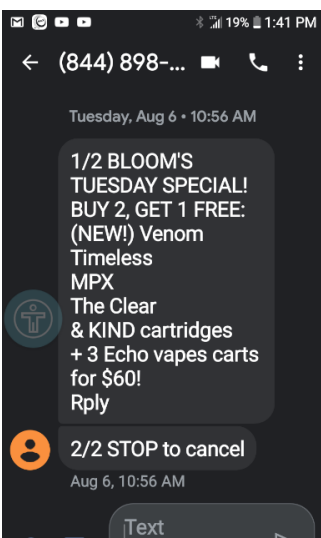 19% 1:41 PM
(844) 898-...
Tuesday, Aug 6 • 10:56 AM
1/2 BLOOM'S
TUESDAY SPECIAL!
BUY 2, GET 1 FREE:
(NEW!) Venom
Timeless
MPX
The Clear
& KIND cartridges
+ 3 Echo vapes carts
for $60!
Rply
2/2 STOP to cancel
Aug 6, 10:56 AM
Text